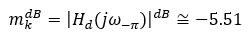 m_k^{dB} = |H_d(jω_{-π})|^{dB} ≅ -5.51